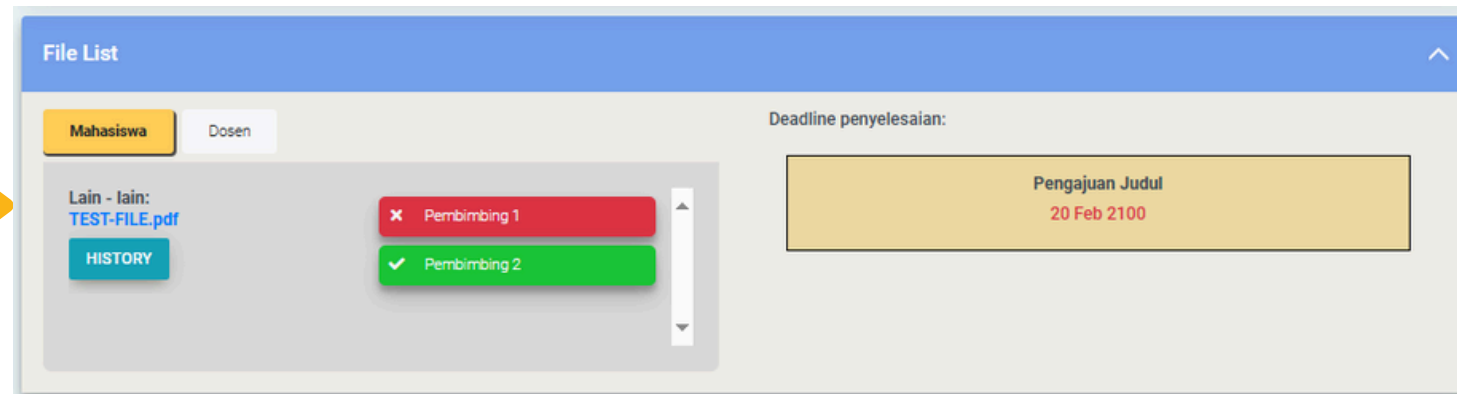 File List
Mahasiswa
Dosen
Lain - lain:
TEST-FILE.pdf
HISTORY
Pembimbing 1
Pembimbing 2
Deadline penyelesaian:
Pengajuan Judul
20 Feb 2100